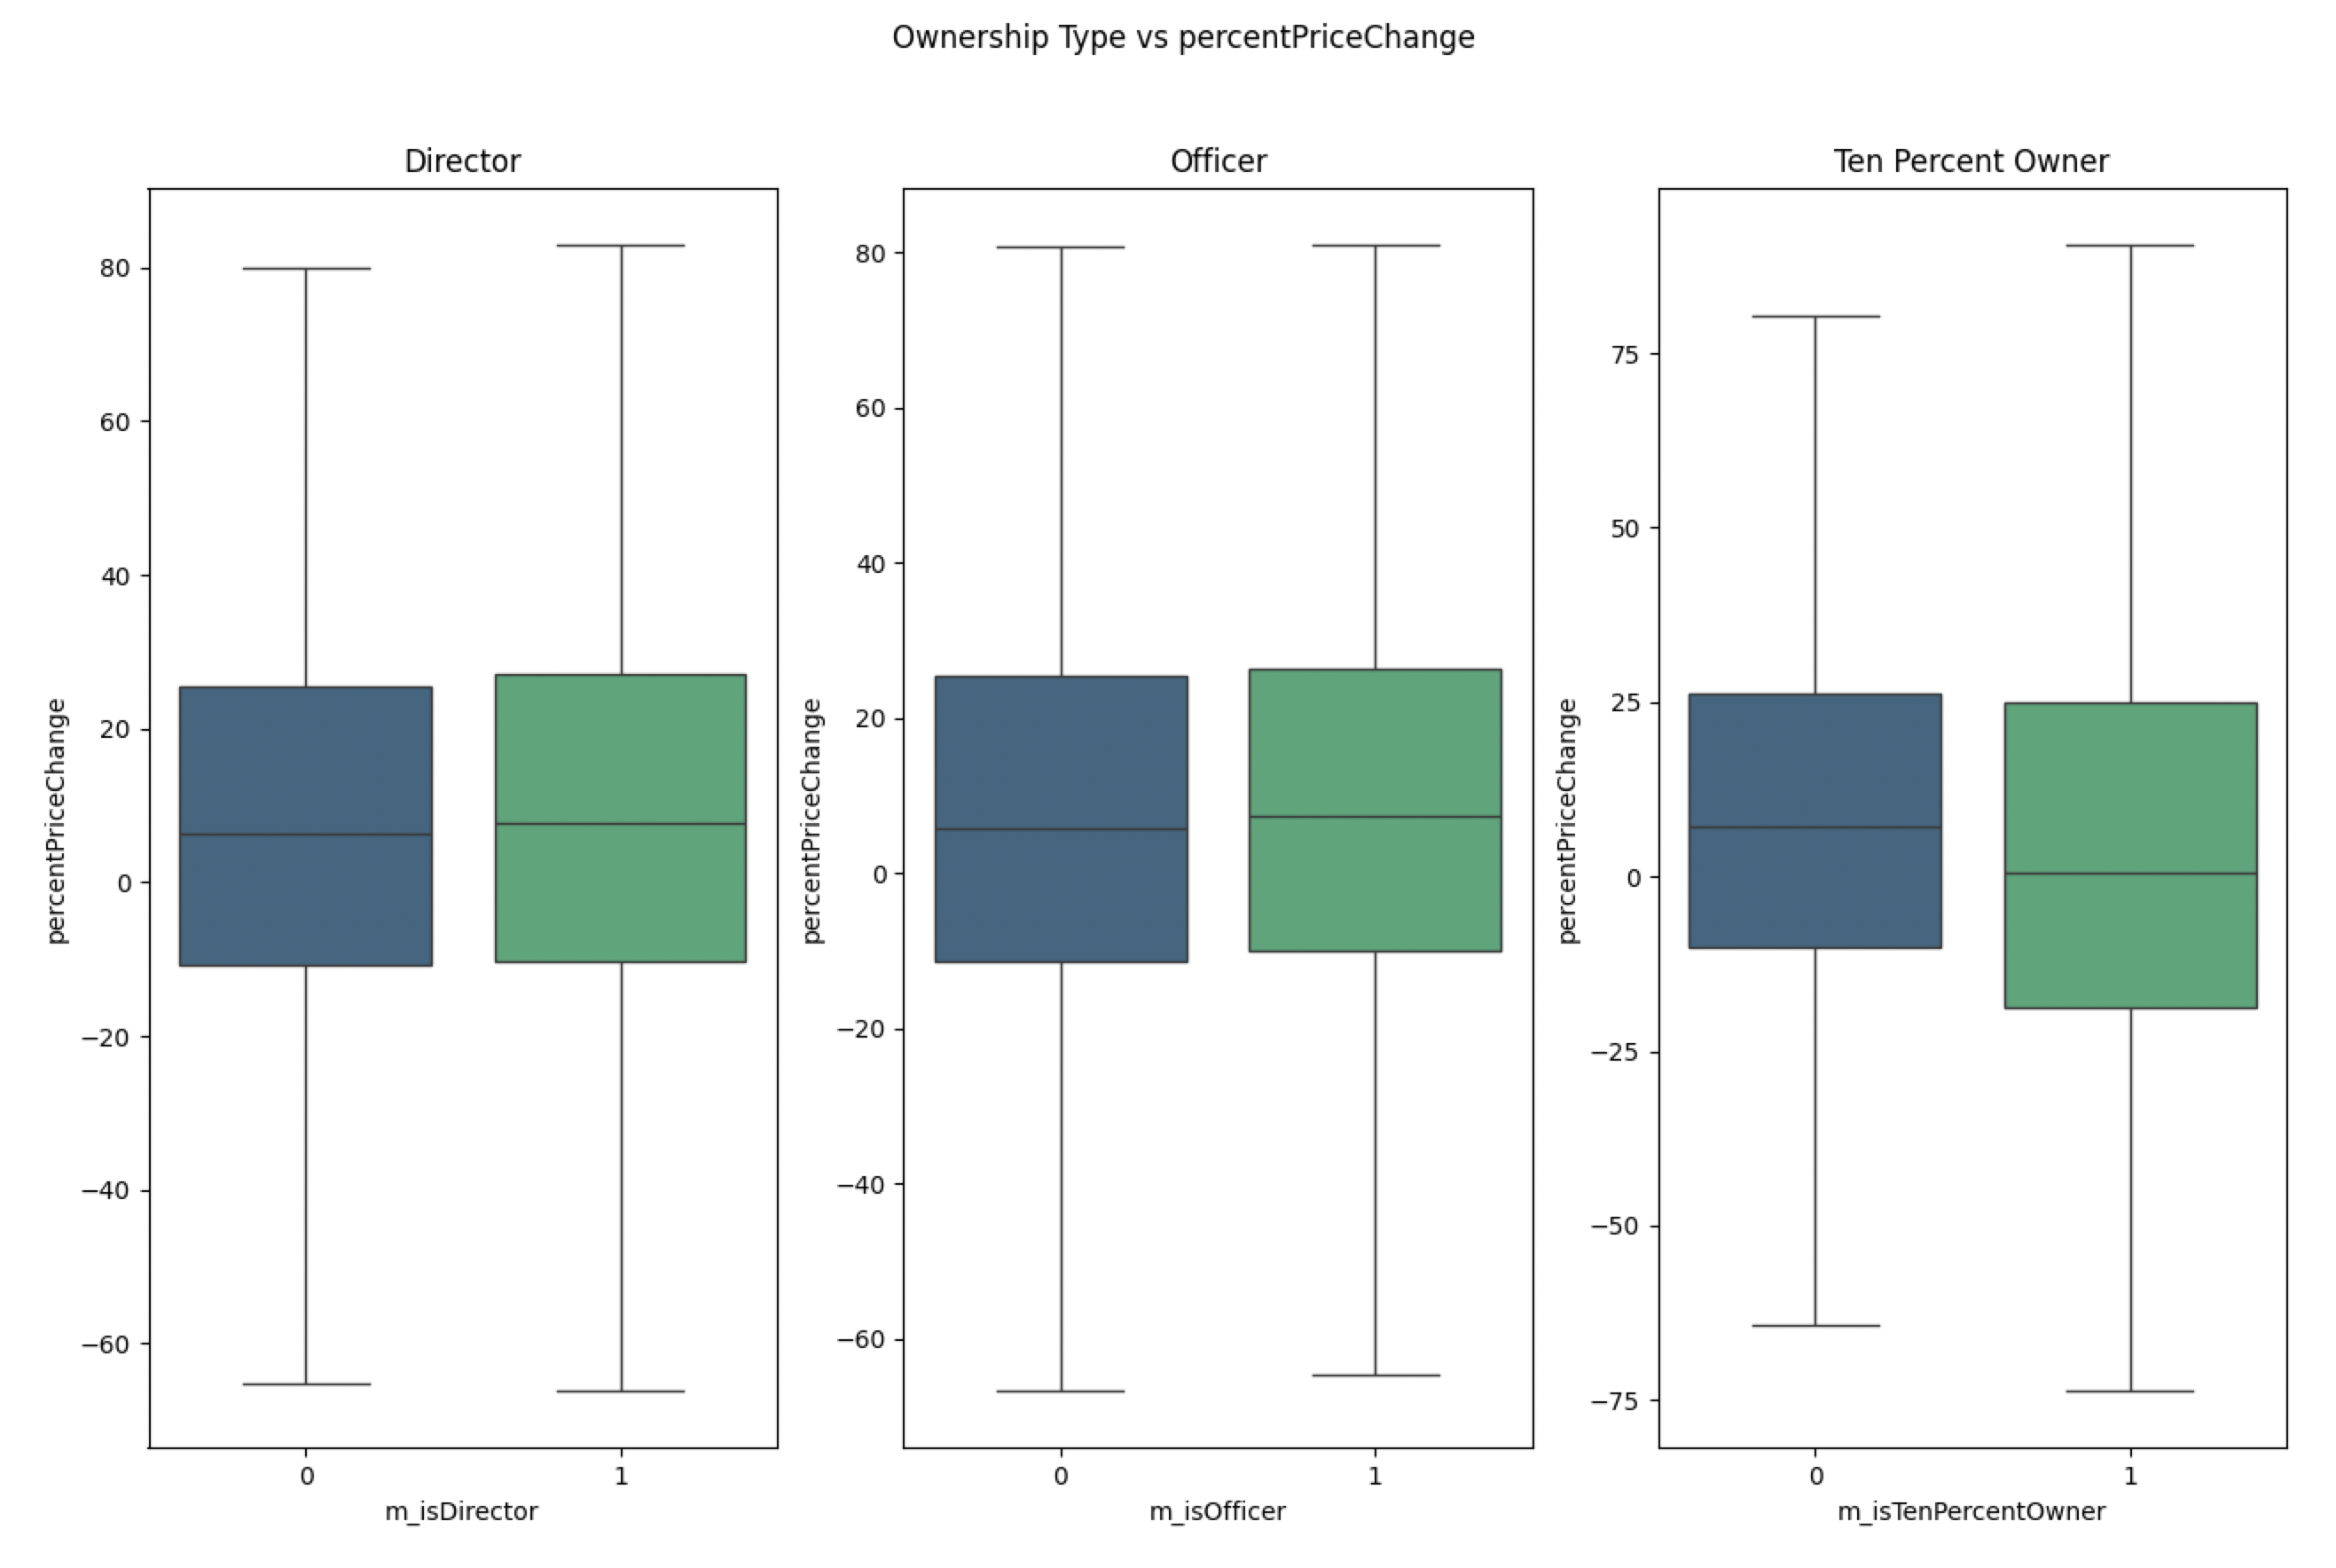 Ownership Type vs percentPriceChange
Director
80
60
40
20
0
−20
−40
−60
percentPriceChange
0 1
m_isDirector
Officer
80
60
40
20
0
−20
−40
−60
percentPriceChange
0 1
m_isOfficer
Ten Percent Owner
75
50
25
0
−25
−50
−75
percentPriceChange
0 1
m_isTenPercentOwner